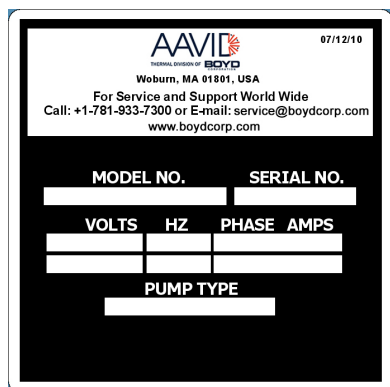 AAVID
07/12/10
THERMAL DIVISION OF BOYD
CORPORATION
Woburn, MA 01801, USA
For Service and Support World Wide
Call: +1-781-933-7300 or E-mail: service@boydcorp.com
www.boydcorp.com
MODEL NO. SERIAL NO.
VOLTS HZ PHASE AMPS
PUMP TYPE